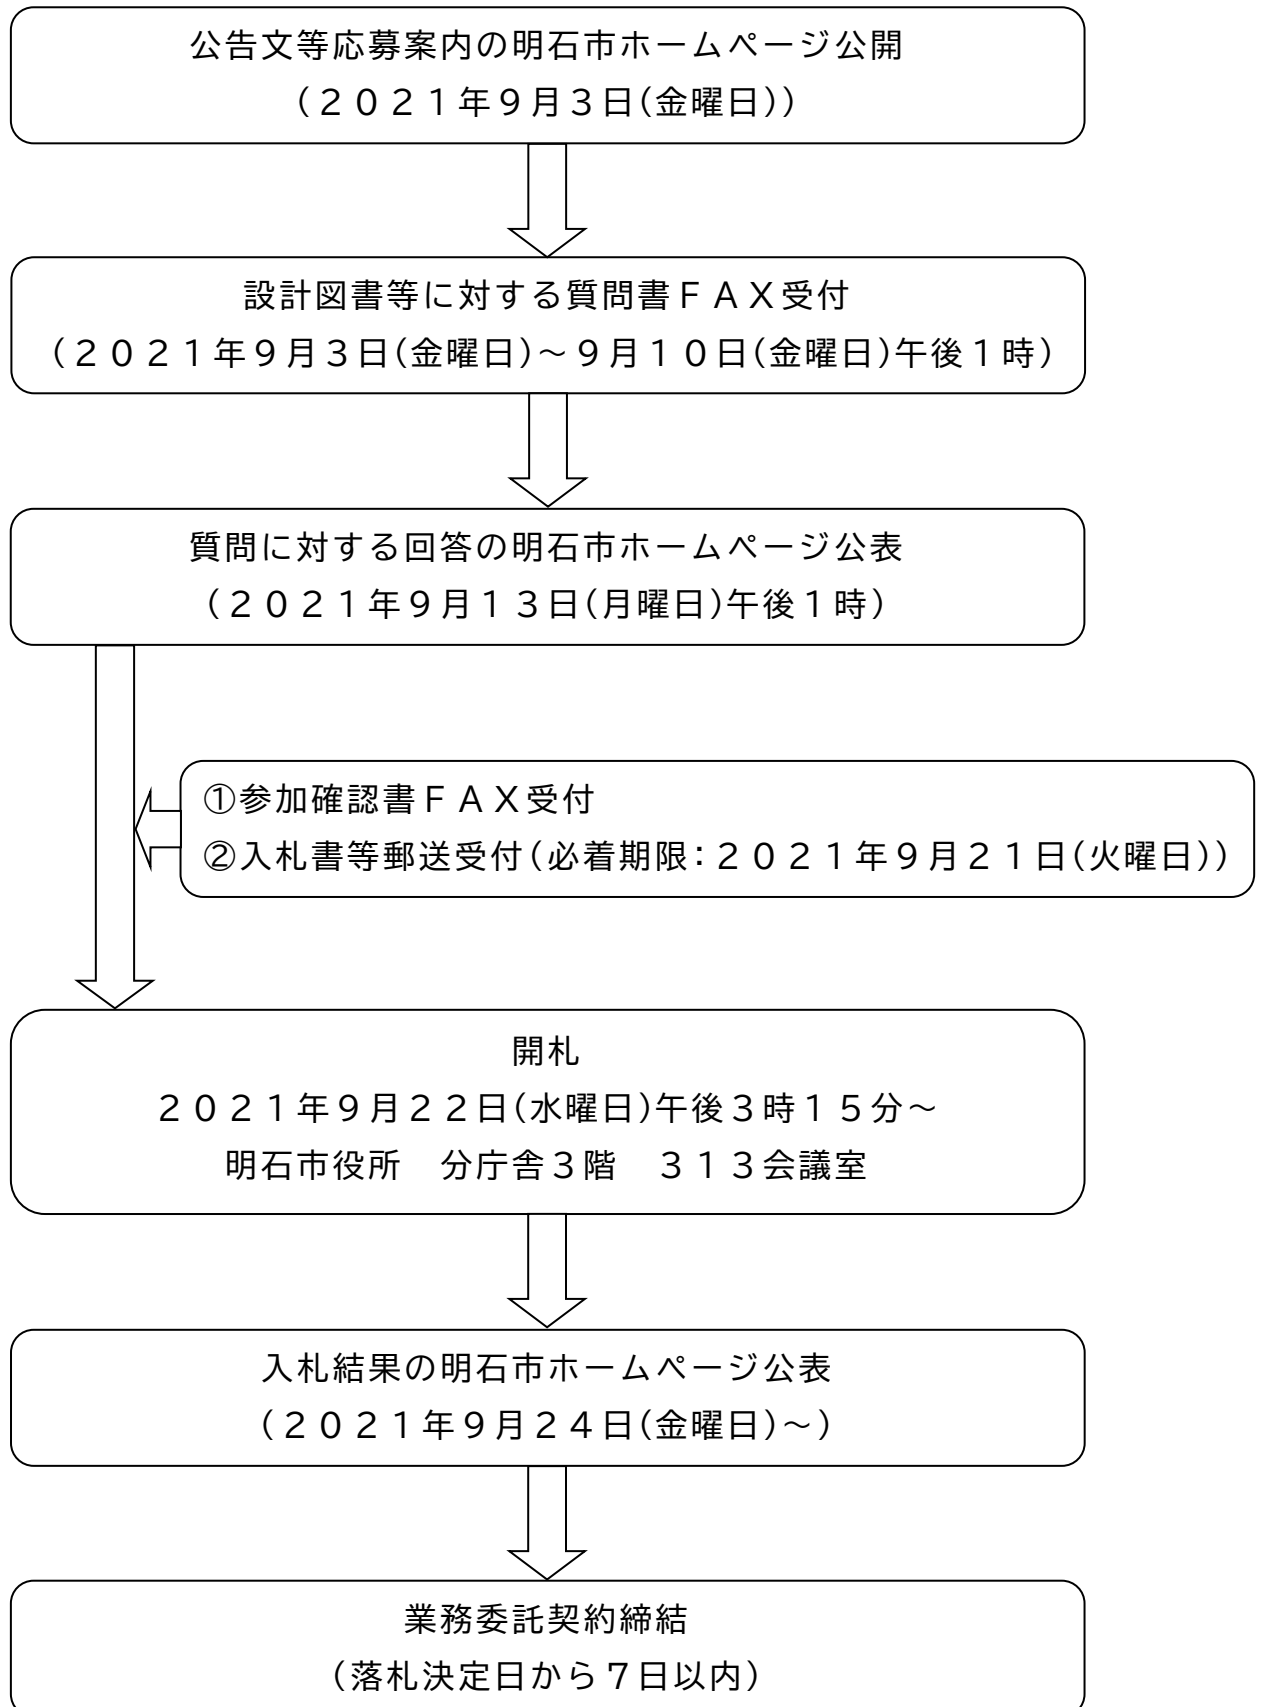 公告文等応募案内の明石市ホームページ公開
（２０２１年９月３日(金曜日)）
設計図書等に対する質問書ＦＡＸ受付
（２０２１年９月３日(金曜日)～９月１０日(金曜日)午後１時）
質問に対する回答の明石市ホームページ公表
（２０２１年９月１３日(月曜日)午後１時）
①参加確認書ＦＡＸ受付
②入札書等郵送受付（必着期限：２０２１年９月２１日(火曜日)）
開札
２０２１年９月２２日(水曜日)午後３時１５分～
明石市役所　分庁舎３階　３１３会議室
入札結果の明石市ホームページ公表
（２０２１年９月２４日(金曜日)～）
業務委託契約締結
（落札決定日から７日以内）